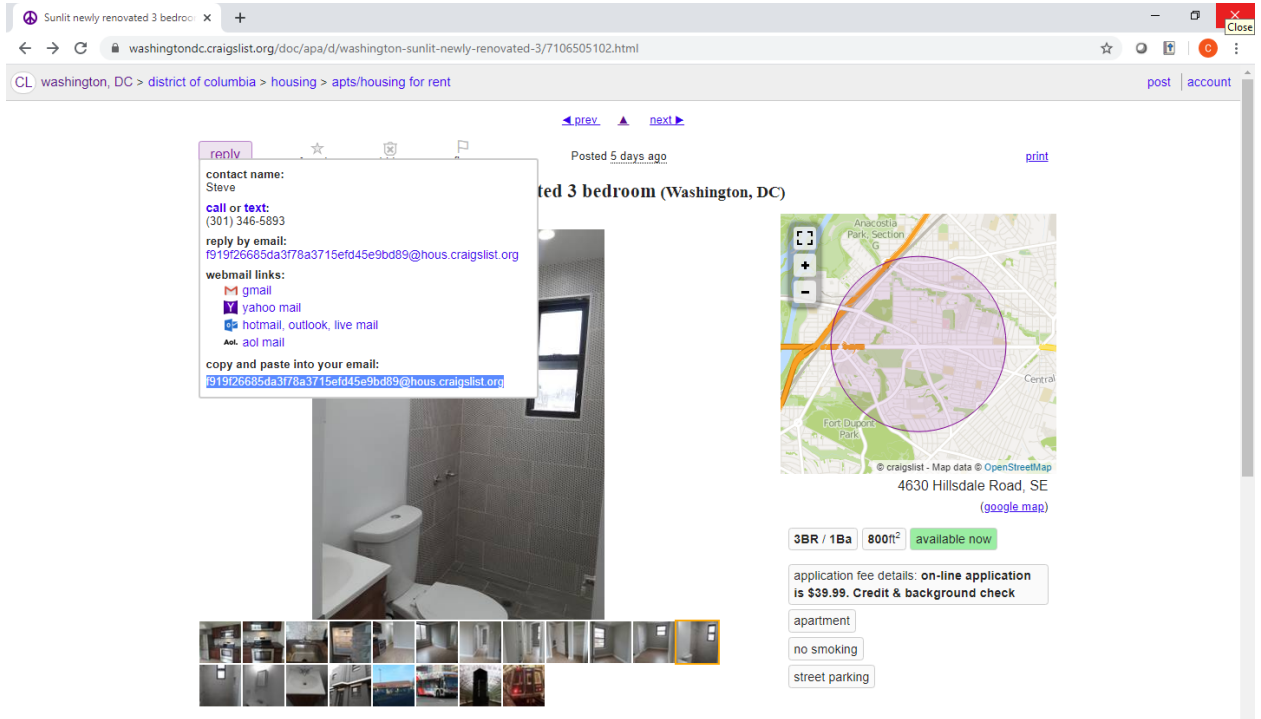 Sunlit newly renovated 3 bedroo
Close
washingtondc.craigslist.org/doc/apa/d/washington-sunlit-newly-renovated-3/7106505102.html
C
CL washington, DC > district of columbia > housing > apts/housing for rent
post account
◀ prev ▲ next ▶
reply
Posted 5 days ago
print
ted 3 bedroom (Washington, DC)
contact name:
Steve
call or text:
(301) 346-5893
reply by email:
f919f26685da3f78a3715efd45e9bd89@hous.craigslist.org
webmail links:
gmail
yahoo mail
hotmail, outlook, live mail
Aol. aol mail
copy and paste into your email:
f919f26685da3f78a3715efd45e9bd89@hous.craigslist.org
Anacostia
Park, Section
G
+
−
Central
Fort Dupont
Park
© craigslist - Map data © OpenStreetMap
4630 Hillsdale Road, SE
(google map)
3BR / 1Ba 800ft2 available now
application fee details: on-line application
is $39.99. Credit & background check
apartment
no smoking
street parking